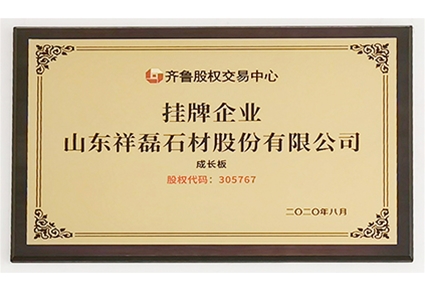 齐鲁股权交易中心
挂牌企业
山东祥磊石材股份有限公司
成长板
股权代码：305767
二〇二〇年八月